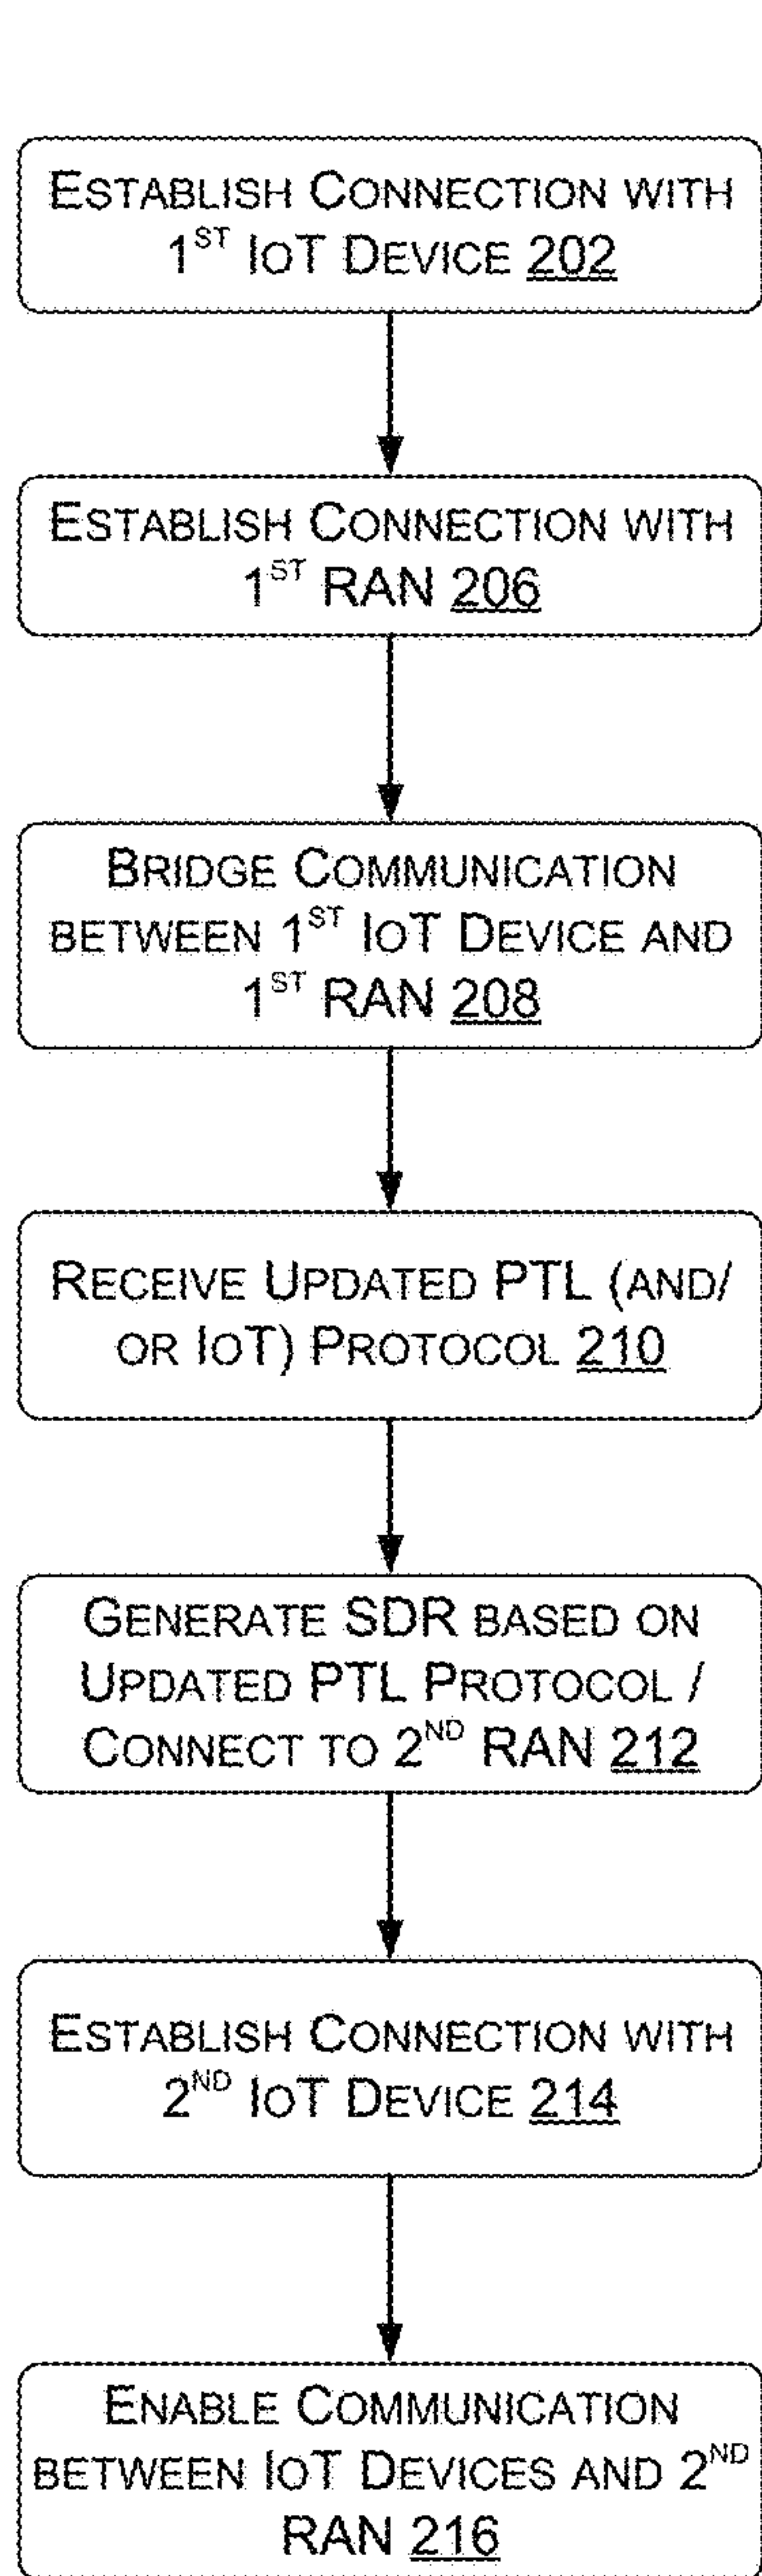 ESTABLISH CONNECTION WITH
1ST IOT DEVICE 202
ESTABLISH CONNECTION WITH
1ST RAN 206
BRIDGE COMMUNICATION
BETWEEN 1ST IOT DEVICE AND
1ST RAN 208
RECEIVE UPDATED PTL (AND/
OR IOT) PROTOCOL 210
GENERATE SDR BASED ON
UPDATED PTL PROTOCOL /
CONNECT TO 2ND RAN 212
ESTABLISH CONNECTION WITH
2ND IOT DEVICE 214
ENABLE COMMUNICATION
BETWEEN IOT DEVICES AND 2ND
RAN 216